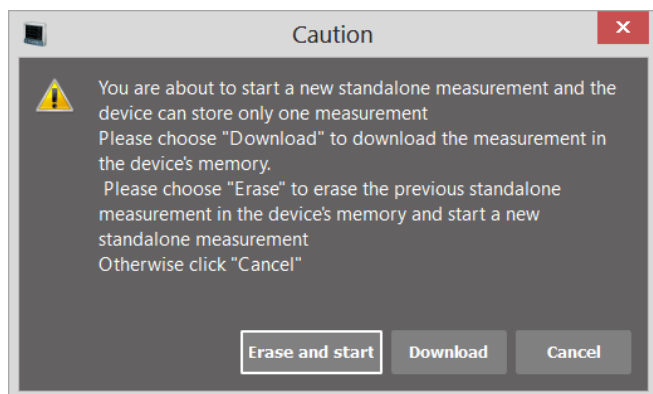 Caution
You are about to start a new standalone measurement and the
device can store only one measurement
Please choose "Download" to download the measurement in
the device's memory.
Please choose "Erase" to erase the previous standalone
measurement in the device's memory and start a new
standalone measurement
Otherwise click "Cancel"
Erase and start Download Cancel